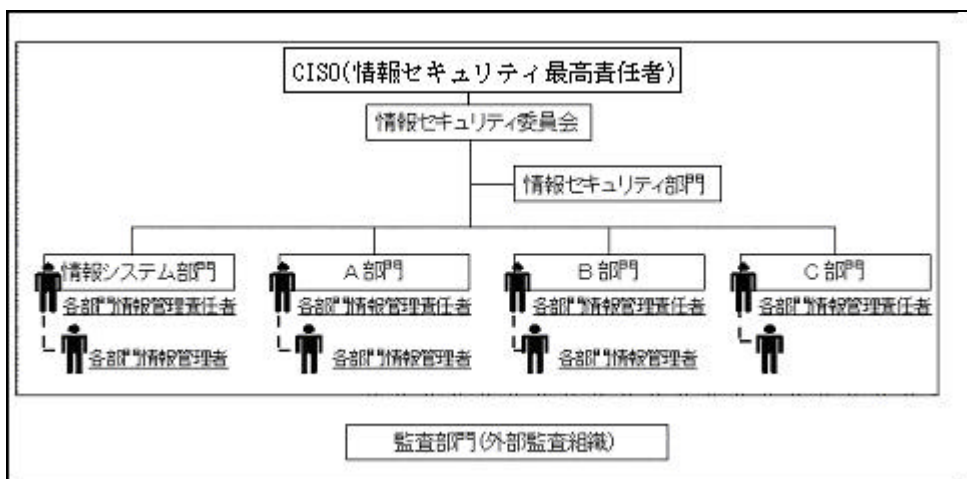 CISO(情報セキュリティ最高責任者)
情報セキュリティ委員会
情報セキュリティ部門
情報システム部門
A部門
B部門
C部門
各部門情報管理責任者
各部門情報管理責任者
各部門情報管理責任者
各部門情報管理責任者
各部門情報管理者
各部門情報管理者
各部門情報管理者
監査部門(外部監査組織)